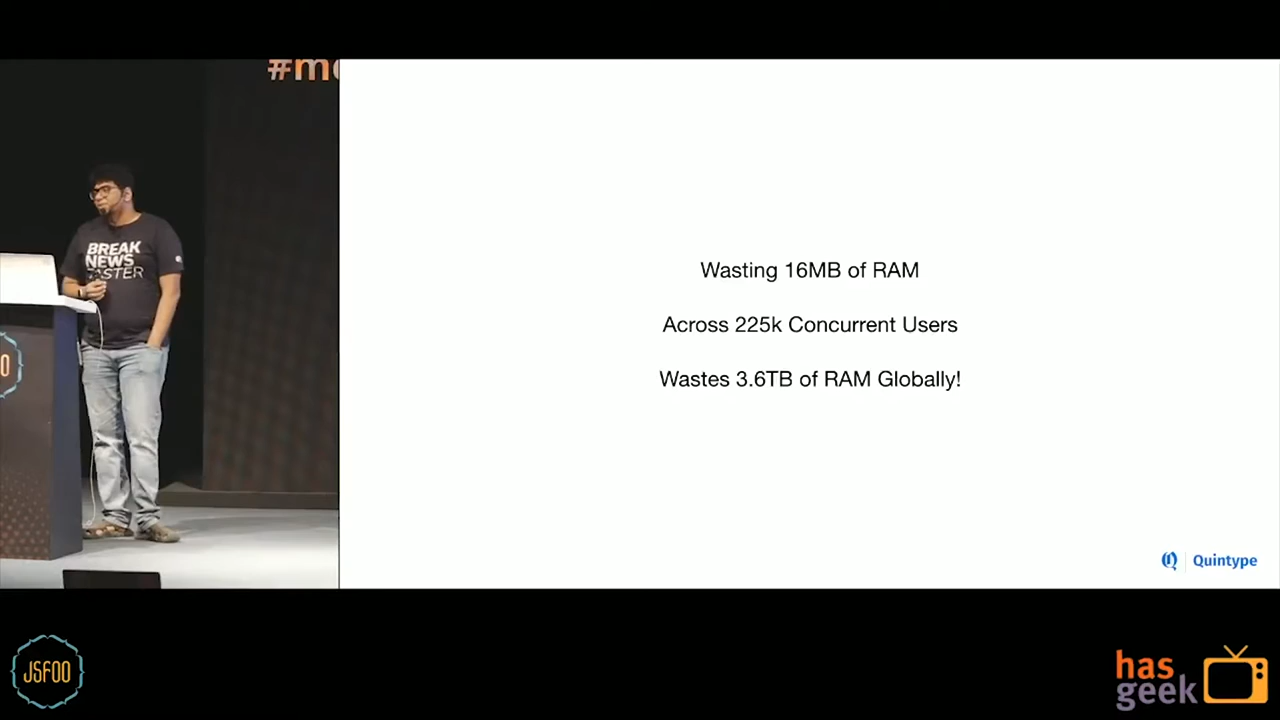 #m
BREAK
NEWS
FASTER
Wasting 16MB of RAM
Across 225k Concurrent Users
Wastes 3.6TB of RAM Globally!
Quintype
JSFOO
has
geek